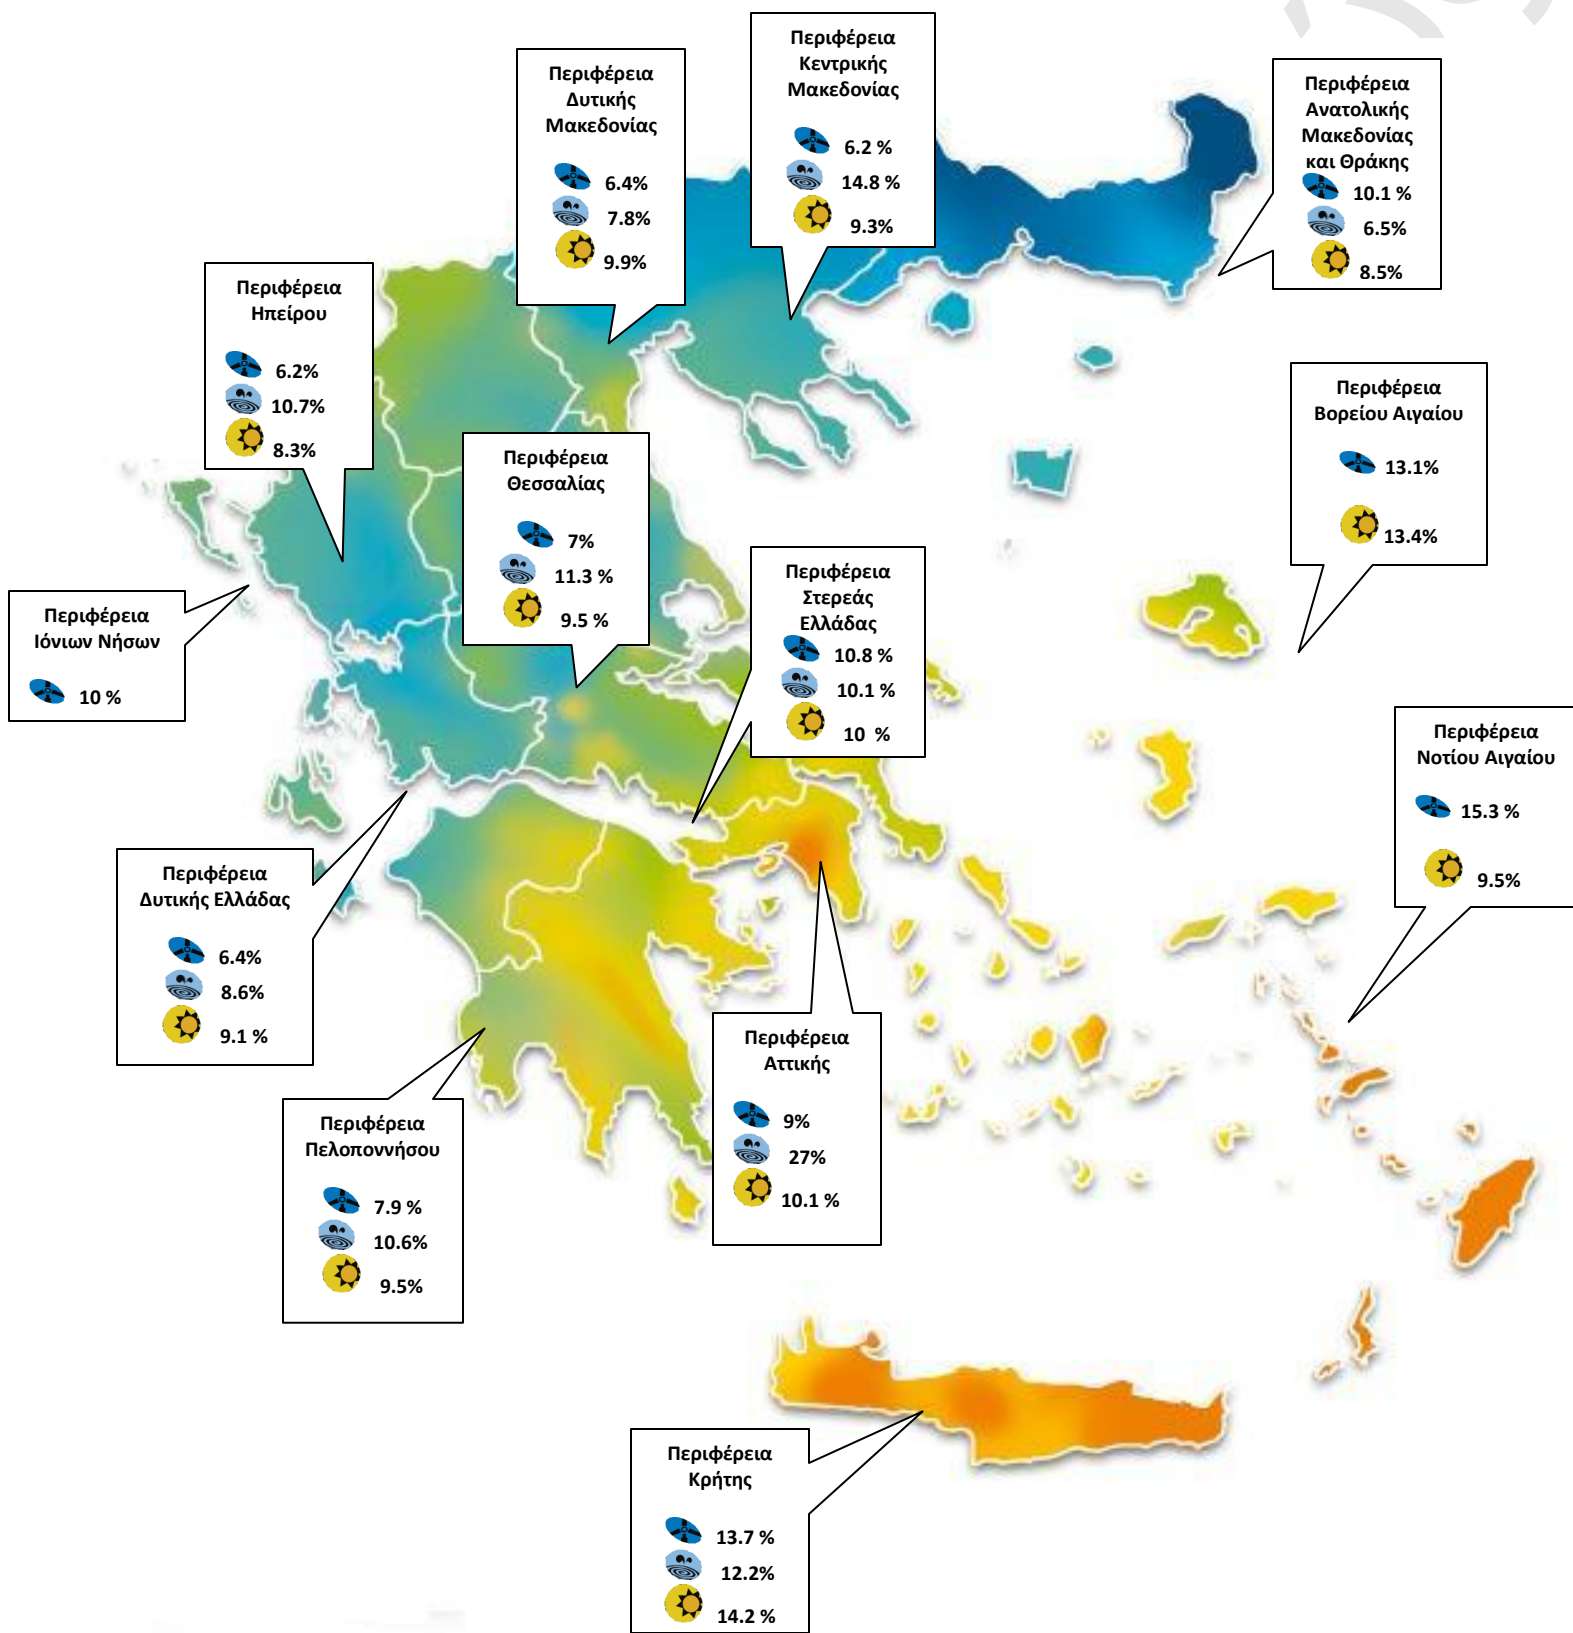 Περιφέρεια
Κεντρικής
Μακεδονίας
6.2 %
14.8 %
9.3%
Περιφέρεια
Δυτικής
Μακεδονίας
6.4%
7.8%
9.9%
Περιφέρεια
Ανατολικής
Μακεδονίας
και Θράκης
10.1 %
6.5%
8.5%
Περιφέρεια
Ηπείρου
6.2%
10.7%
8.3%
Περιφέρεια
Βορείου Αιγαίου
13.1%
13.4%
Περιφέρεια
Θεσσαλίας
7%
11.3 %
9.5 %
Περιφέρεια
Στερεάς
Ελλάδας
10.8 %
10.1 %
10 %
Περιφέρεια
Ιόνιων Νήσων
10 %
Περιφέρεια
Νοτίου Αιγαίου
15.3 %
9.5%
Περιφέρεια
Δυτικής Ελλάδας
6.4%
8.6%
9.1 %
Περιφέρεια
Αττικής
9%
27%
10.1 %
Περιφέρεια
Πελοποννήσου
7.9 %
10.6%
9.5%
Περιφέρεια
Κρήτης
13.7 %
12.2%
14.2 %